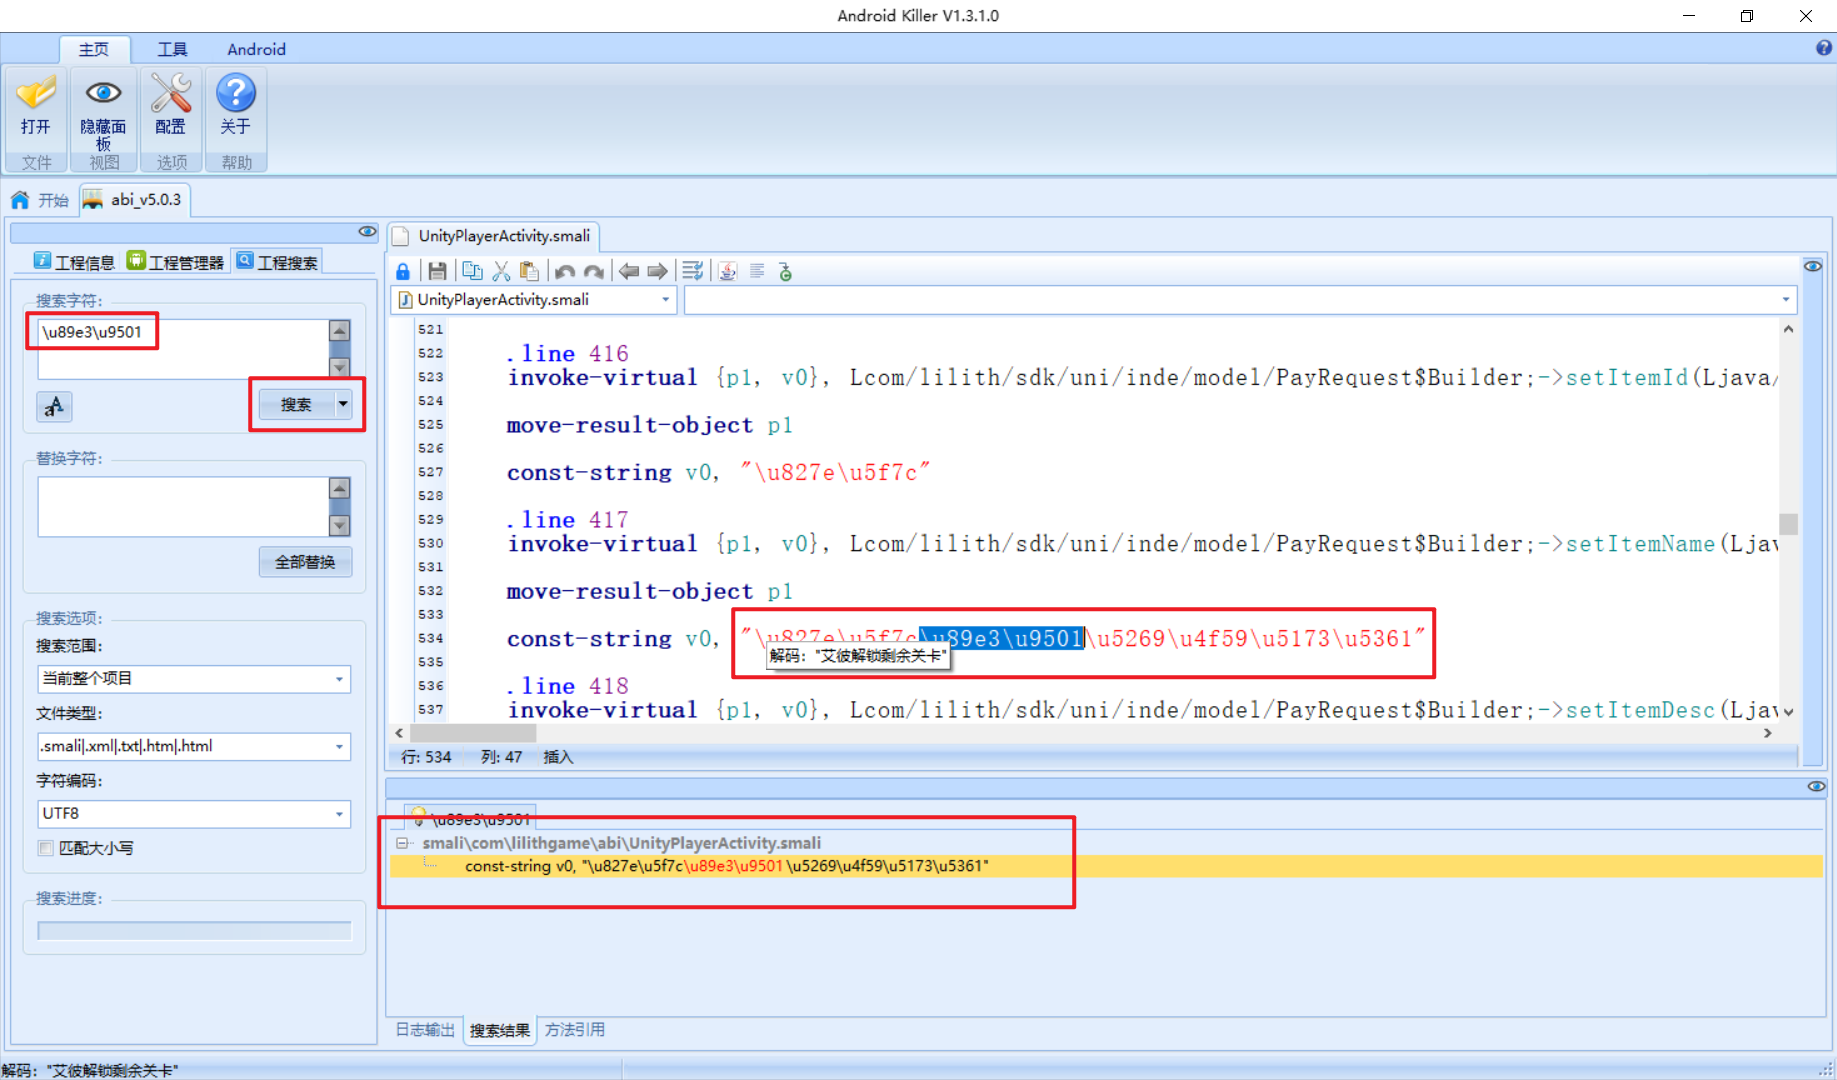 Android Killer V1.3.1.0
主页
工具
Android
打开
隐藏面板
配置
关于
文件
视图
选项
帮助
开始
abi_v5.0.3
工程信息
工程管理器
工程搜索
搜索字符:
\u89e3\u9501
搜索
替换字符:
全部替换
搜索选项:
搜索范围:
当前整个项目
文件类型:
.smali|.xml|.txt|.htm|.html
字符编码:
UTF8
匹配大小写
搜索进度:
UnityPlayerActivity.smali
UnityPlayerActivity.smali
521
522 .line 416
523 invoke-virtual {p1, v0}, Lcom/lilith/sdk/uni/inde/model/PayRequest$Builder;->setItemId(Ljava/
524
525 move-result-object p1
526
527 const-string v0, "\u827e\u5f7c"
528
529 .line 417
530 invoke-virtual {p1, v0}, Lcom/lilith/sdk/uni/inde/model/PayRequest$Builder;->setItemName(Ljav
531
532 move-result-object p1
533
534 const-string v0, "\u827e\u5f7c\u89e3\u9501\u5269\u4f59\u5173\u5361"
解码: "艾彼解锁剩余关卡"
535
536 .line 418
537 invoke-virtual {p1, v0}, Lcom/lilith/sdk/uni/inde/model/PayRequest$Builder;->setItemDesc(Ljav
行: 534 列: 47 插入
\u89e3\u9501
smali\com\lilithgame\abi\UnityPlayerActivity.smali
const-string v0, "\u827e\u5f7c\u89e3\u9501\u5269\u4f59\u5173\u5361"
日志输出
搜索结果
方法引用
解码: "艾彼解锁剩余关卡"